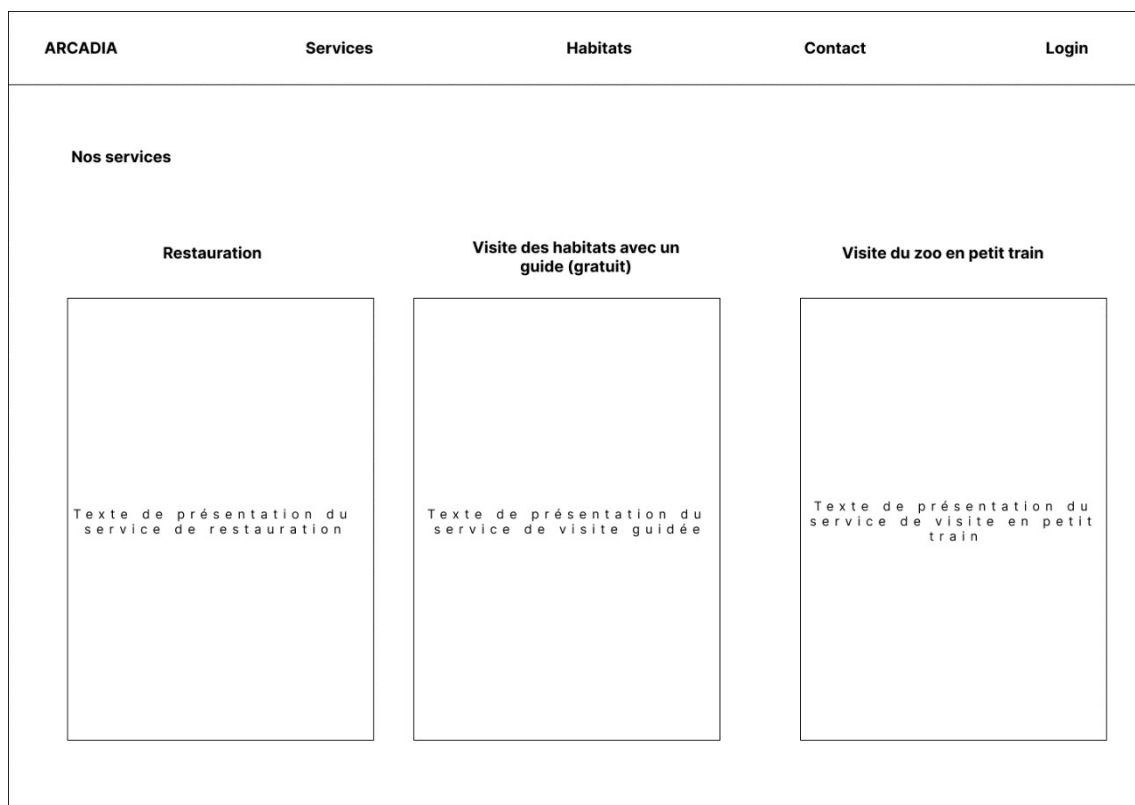 ARCADIA
Services
Habitats
Contact
Login
Nos services
Restauration
Visite des habitats avec un
guide (gratuit)
Visite du zoo en petit train
Texte de présentation du
service de restauration
Texte de présentation du
service de visite guidée
Texte de présentation du
service de visite en petit
train